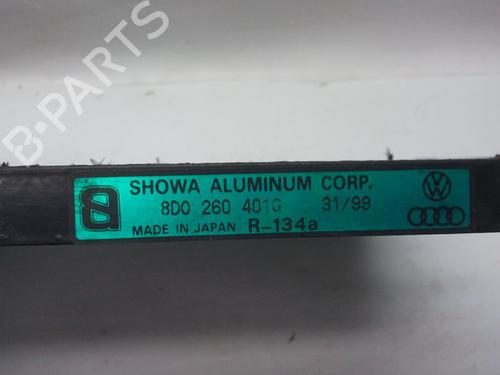 B-PARTS
SHOWA ALUMINUM CORP.
8D0 260 401G 31/99
MADE IN JAPAN R-134a